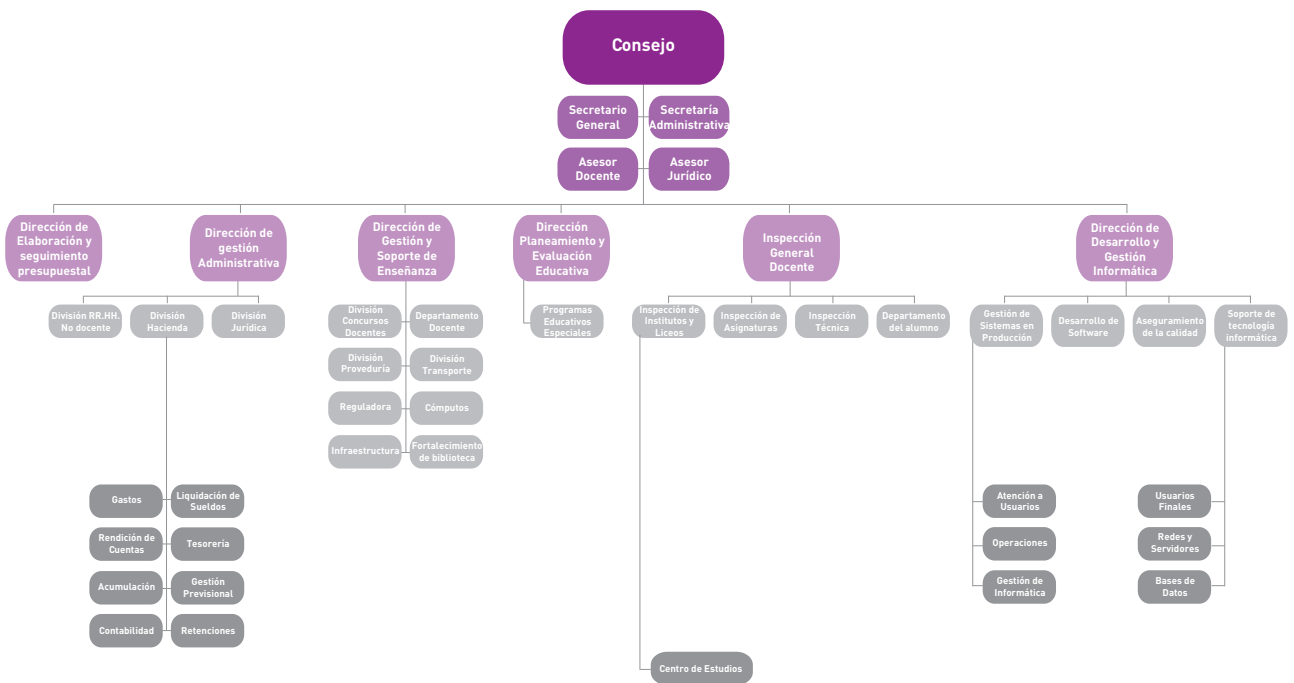 Consejo
Secretario
General
Secretaría
Administrativa
Asesor
Docente
Asesor
Jurídico
Dirección de
Elaboración y
seguimiento
presupuestal
Dirección de
gestión
Administrativa
Dirección de
Gestión y
Soporte de
Enseñanza
Dirección
Planeamiento y
Evaluación
Educativa
Inspección
General
Docente
Dirección de
Desarrollo y
Gestión
Informática
División RR.HH.
No docente
División
Hacienda
División
Jurídica
División
Concursos
Docentes
Departamento
Docente
Programas
Educativos
Especiales
Inspección de
Institutos y
Liceos
Inspección de
Asignaturas
Inspección
Técnica
Departamento
del alumno
Gestión de
Sistemas en
Producción
Desarrollo de
Software
Aseguramiento
de la calidad
Soporte de
tecnología
informática
División
Proveduría
División
Transporte
Reguladora
Cómputos
Infraestructura
Fortalecimiento
de biblioteca
Gastos
Liquidación de
Sueldos
Rendición de
Cuentas
Tesorería
Acumulación
Gestión
Previsional
Contabilidad
Retenciones
Atención a
Usuarios
Operaciones
Gestión de
Informática
Usuarios
Finales
Redes y
Servidores
Bases de
Datos
Centro de Estudios